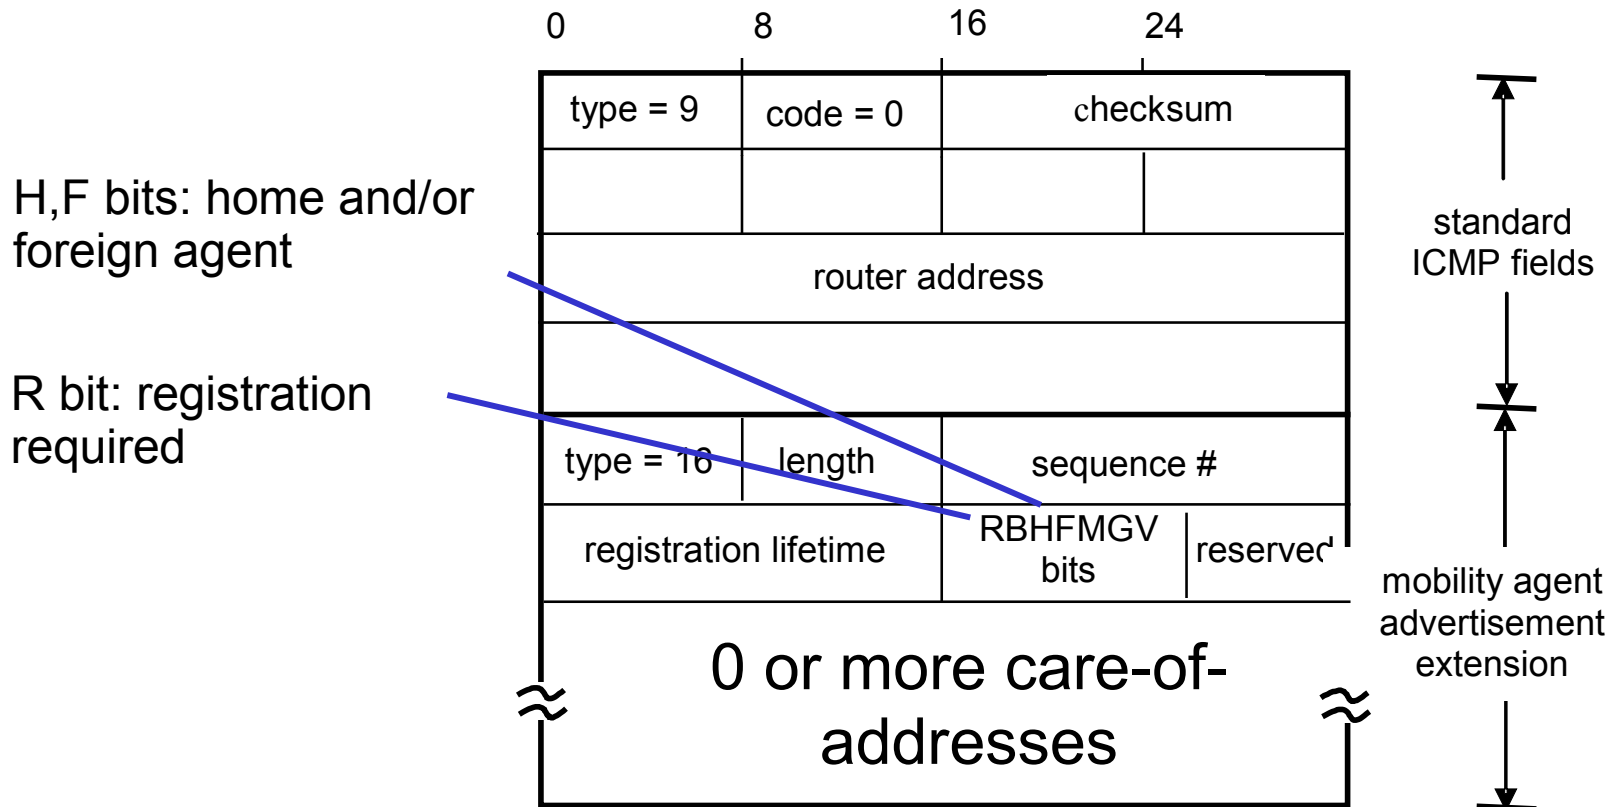 0 8 16 24
type = 9 code = 0 checksum
H,F bits: home and/or
foreign agent
standard
ICMP fields
router address
R bit: registration
required
type = 16 length sequence #
registration lifetime RBHFMGV
bits reserved
mobility agent
advertisement
extension
0 or more care-of-
addresses